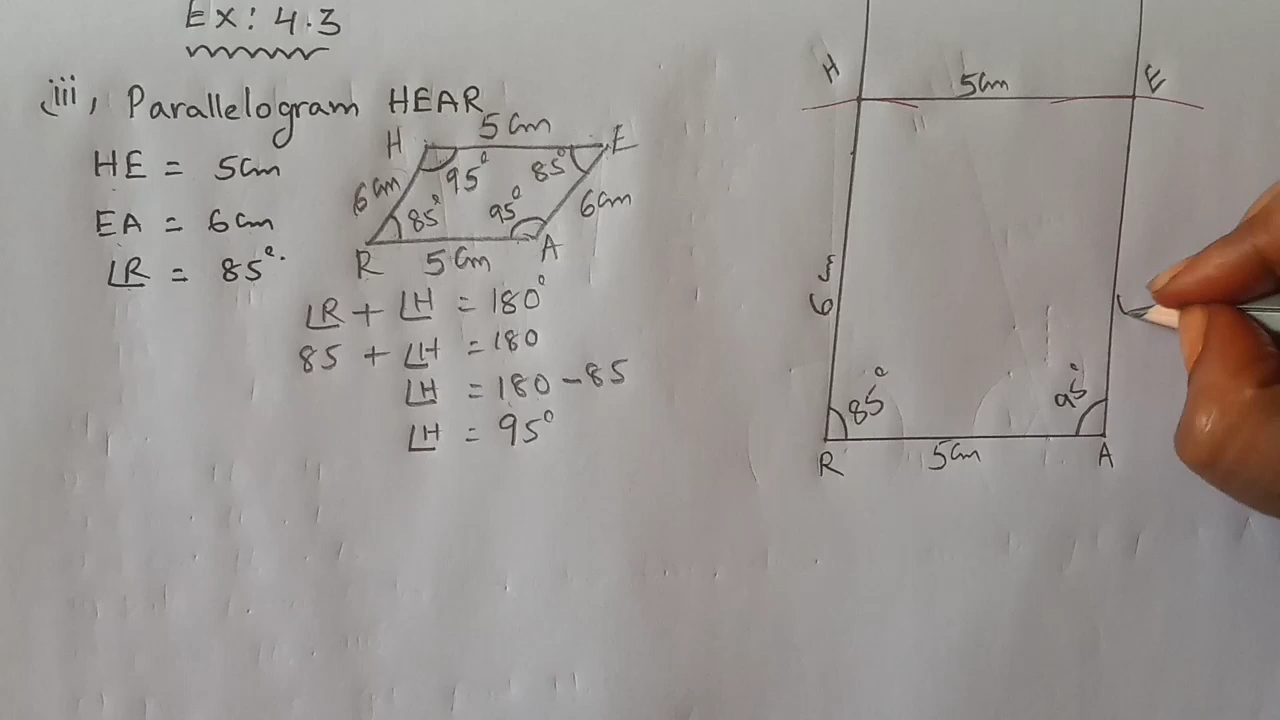 Ex: 4.3
iii, Parallelogram HEAR
HE = 5cm
EA = 6cm
∠R = 85°.
H 5cm E
6cm 95° 85° 6cm
85° 95°
R 5cm A
∠R + ∠H = 180°
85 + ∠H = 180
∠H = 180 - 85
∠H = 95°
H 5cm E
6cm
85° 95°
R 5cm A